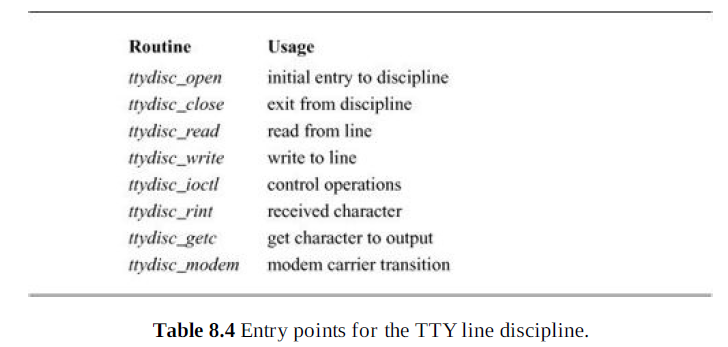 Routine Usage
ttydisc_open initial entry to discipline
ttydisc_close exit from discipline
ttydisc_read read from line
ttydisc_write write to line
ttydisc_ioctl control operations
ttydisc_rint received character
ttydisc_getc get character to output
ttydisc_modem modem carrier transition
Table 8.4 Entry points for the TTY line discipline.